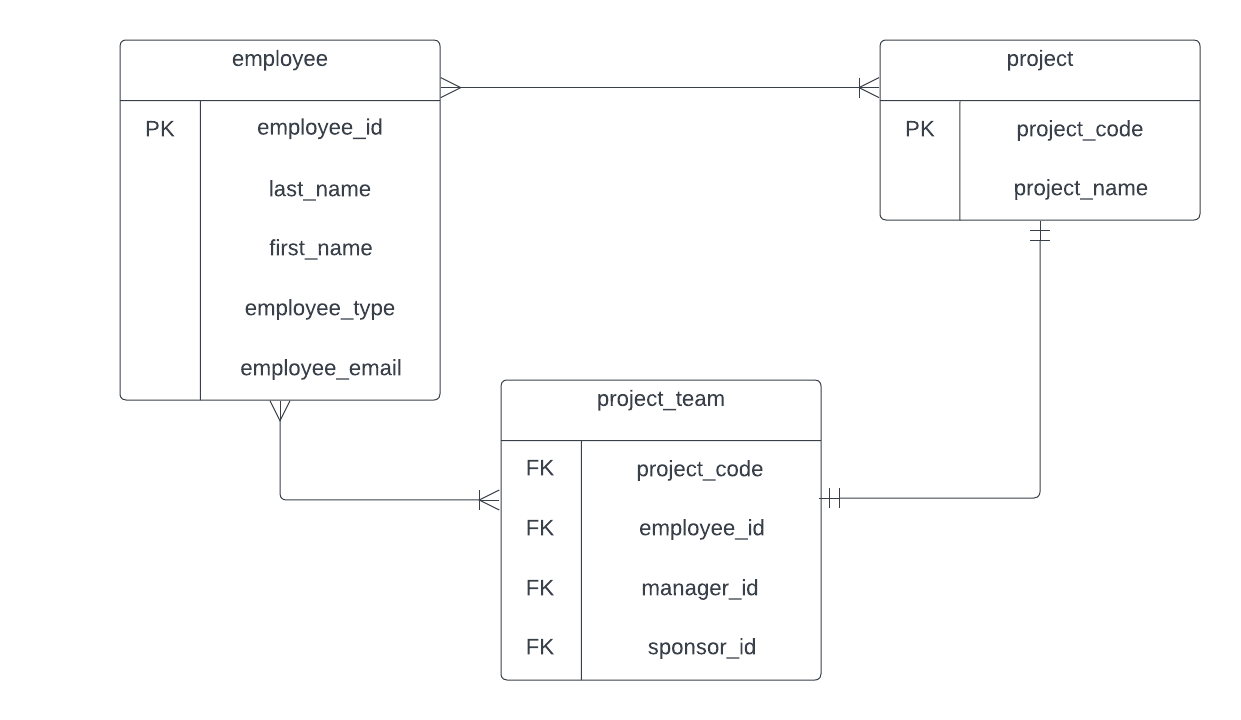 employee
PK employee_id
last_name
first_name
employee_type
employee_email
project
PK project_code
project_name
project_team
FK project_code
FK employee_id
FK manager_id
FK sponsor_id